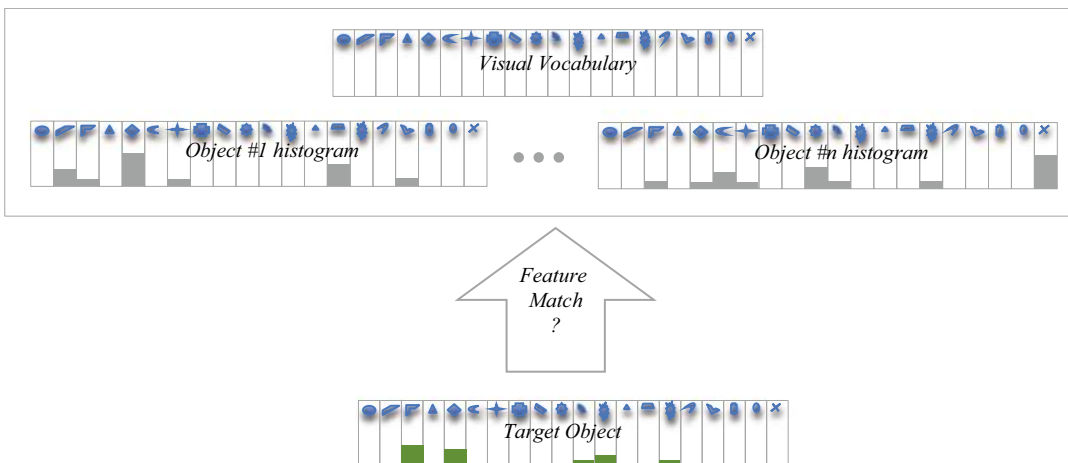 Visual Vocabulary
Object #1 histogram
Object #n histogram
Feature
Match
?
Target Object